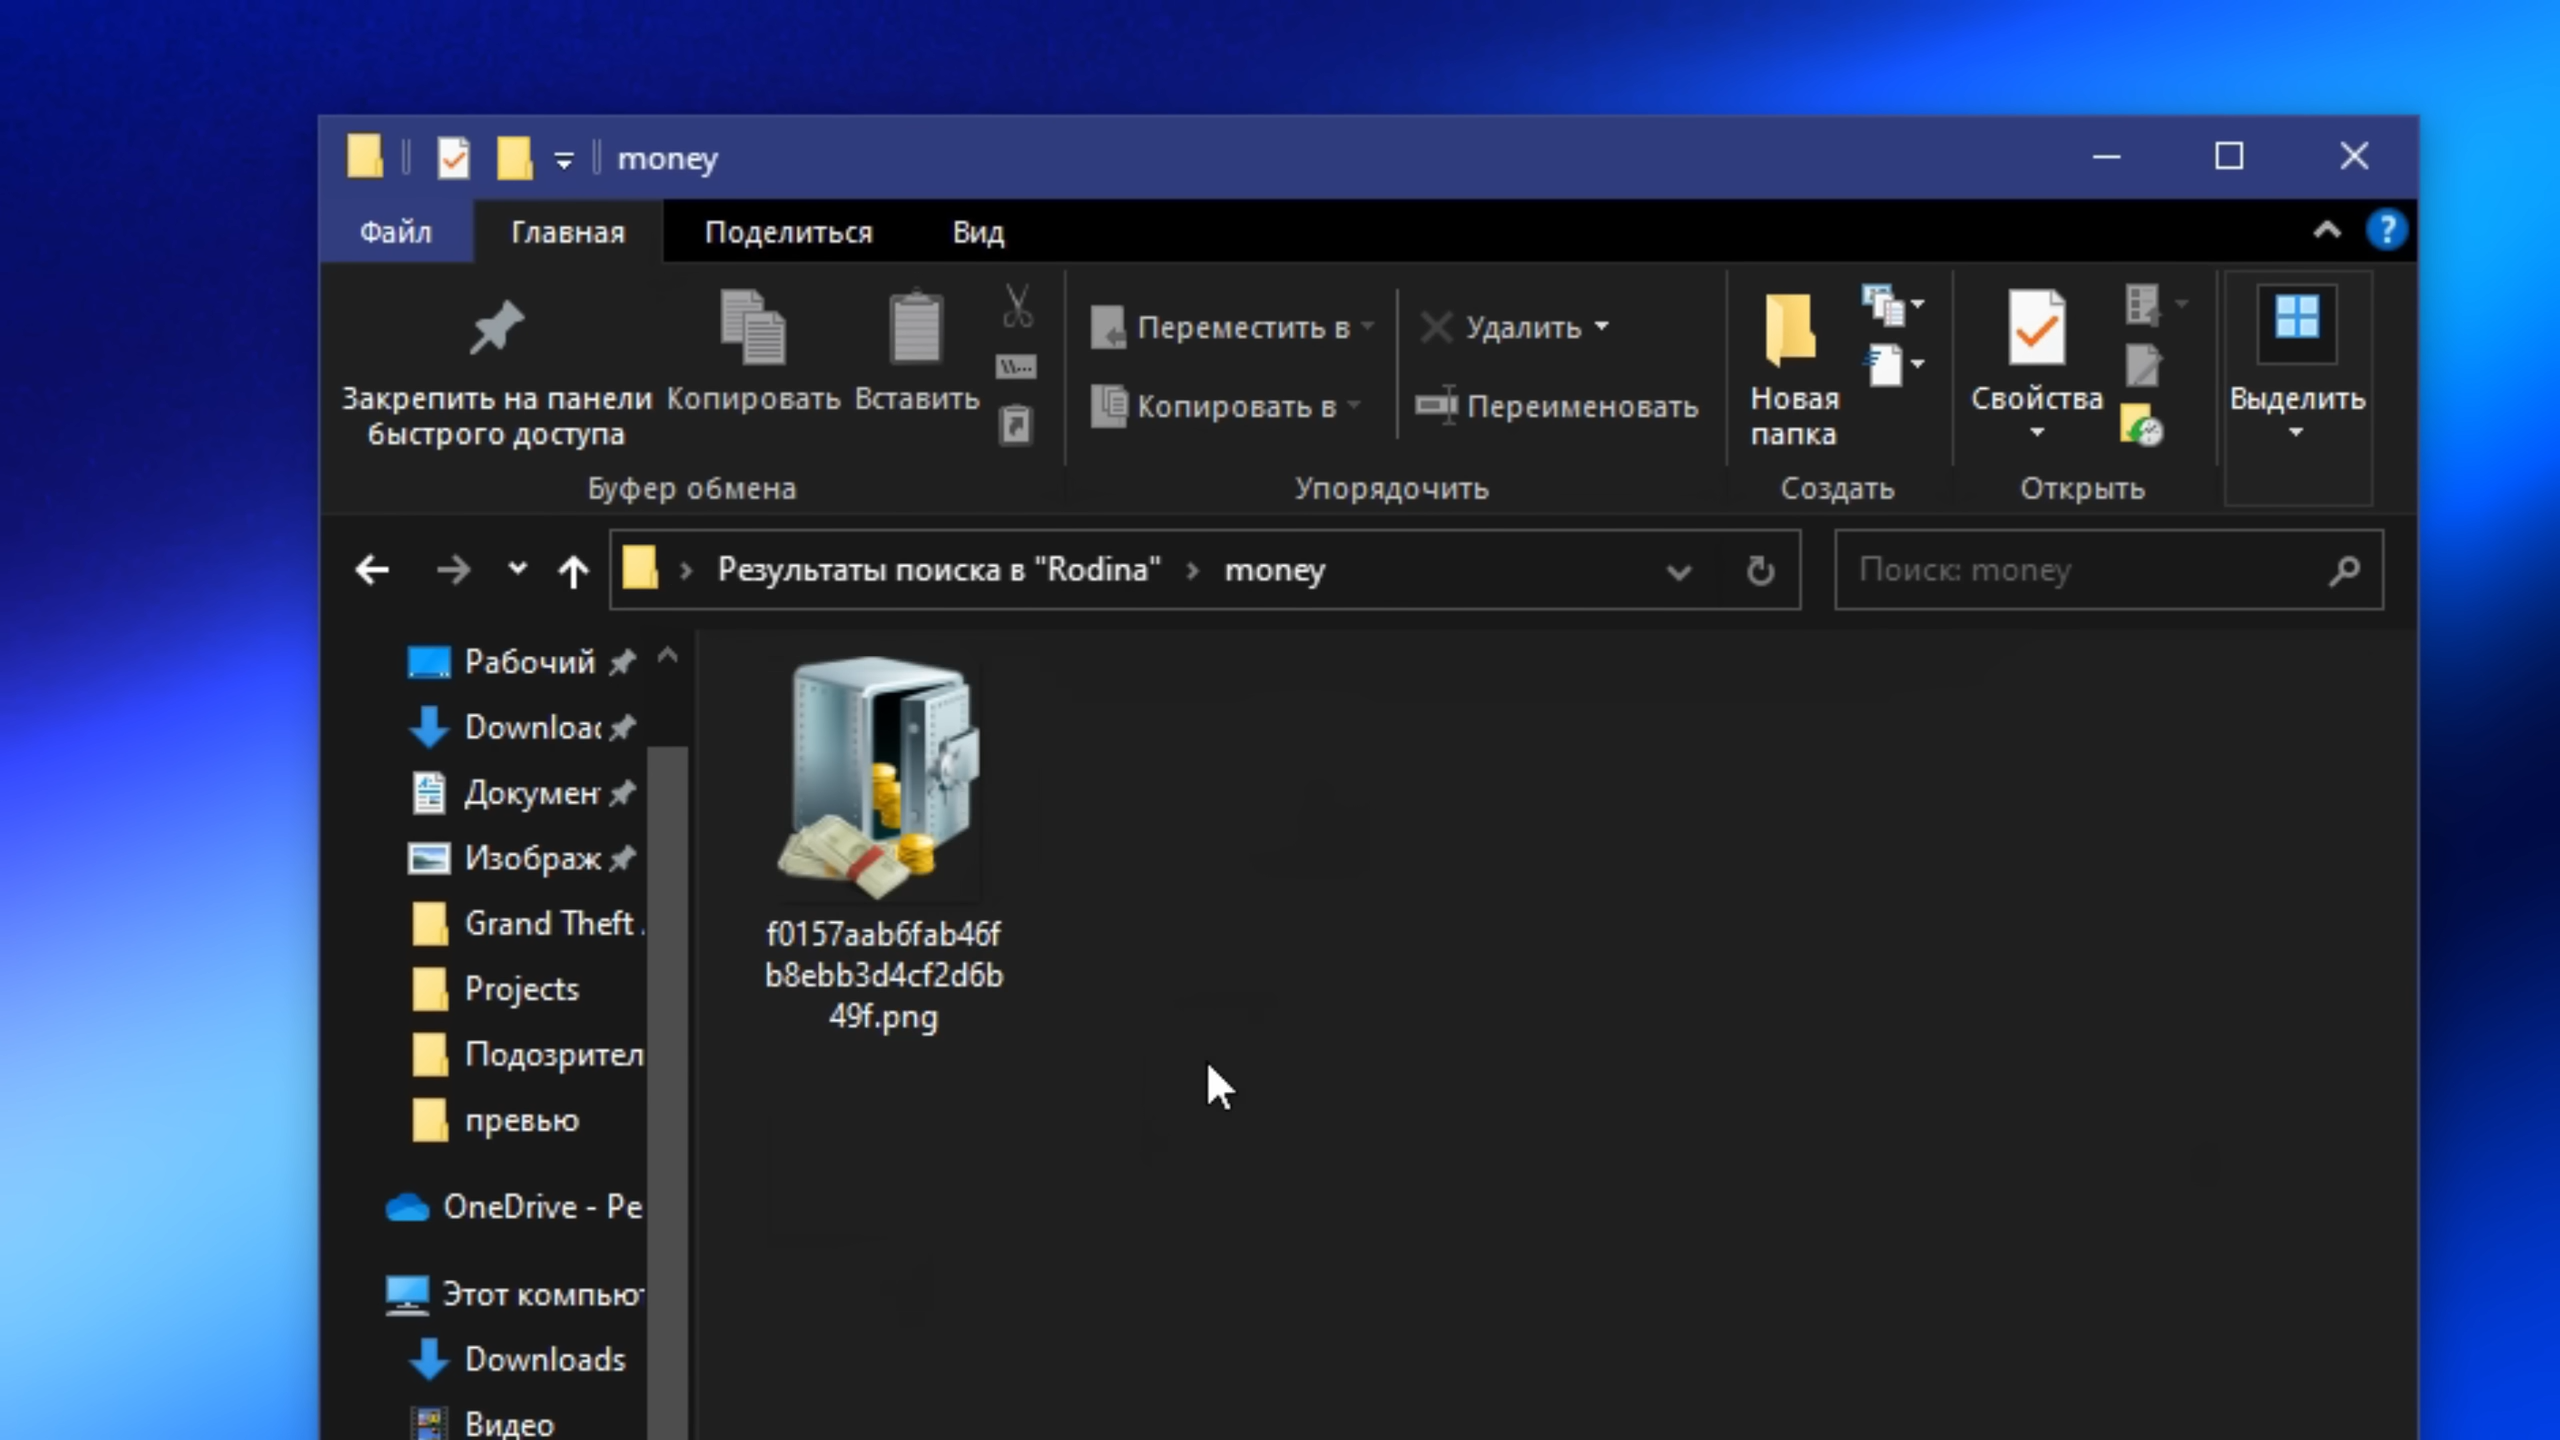 money
Файл Главная Поделиться Вид
Переместить в Удалить
Закрепить на панели Копировать Вставить Копировать в Переименовать Новая Свойства Выделить
быстрого доступа папка
Буфер обмена Упорядочить Создать Открыть
Результаты поиска в "Rodina" money Поиск: money
Рабочий
Downloac
Докумен
Изображ
Grand Theft
Projects
Подозрител
превью
OneDrive - Pe
Этот компьют
Downloads
Видео
f0157aab6fab46f
b8ebb3d4cf2d6b
49f.png